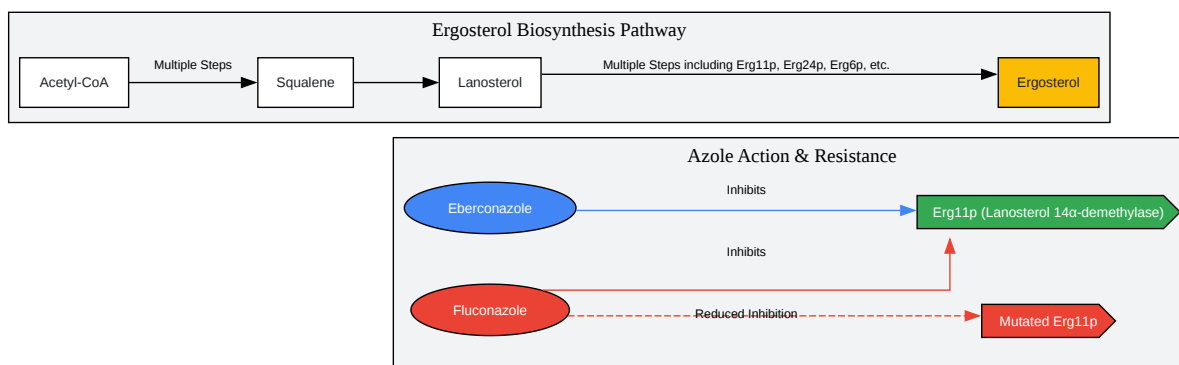 Ergosterol Biosynthesis Pathway
Acetyl-CoA
Multiple Steps
Squalene
Lanosterol
Multiple Steps including Erg11p, Erg24p, Erg6p, etc.
Ergosterol
Azole Action & Resistance
Eberconazole
Inhibits
Erg11p (Lanosterol 14α-demethylase)
Inhibits
Fluconazole
Reduced Inhibition
Mutated Erg11p